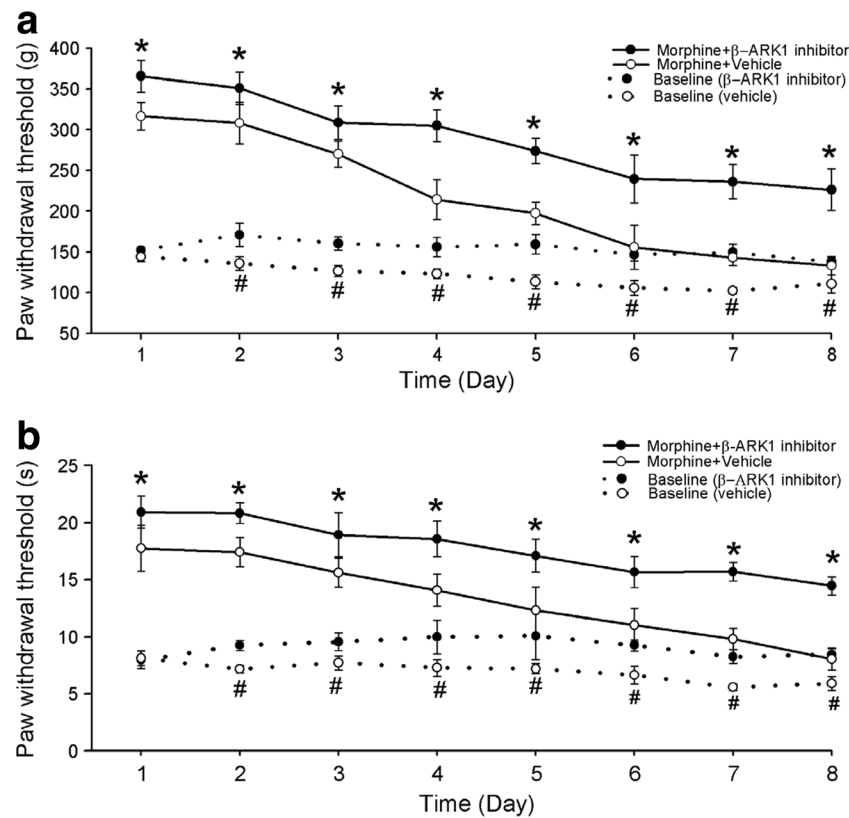 a
Paw withdrawal threshold (g)
400
350
300
250
200
150
100
50
* * * * * * * *
# # # # # # #
Morphine+β–ARK1 inhibitor
Morphine+Vehicle
Baseline (β–ARK1 inhibitor)
Baseline (vehicle)
1 2 3 4 5 6 7 8
Time (Day)
b
Paw withdrawal threshold (s)
25
20
15
10
5
0
* * * * * * * *
# # # # # # #
Morphine+β-ARK1 inhibitor
Morphine+Vehicle
Baseline (β–ARK1 inhibitor)
Baseline (vehicle)
1 2 3 4 5 6 7 8
Time (Day)